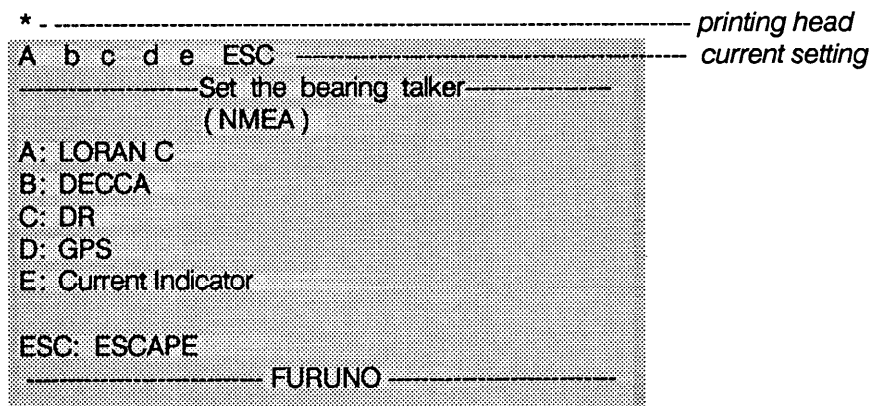 * - printing head
A b c d e ESC current setting
Set the bearing talker
(NMEA)
A: LORAN C
B: DECCA
C: DR
D: GPS
E: Current Indicator
ESC: ESCAPE
FURUNO